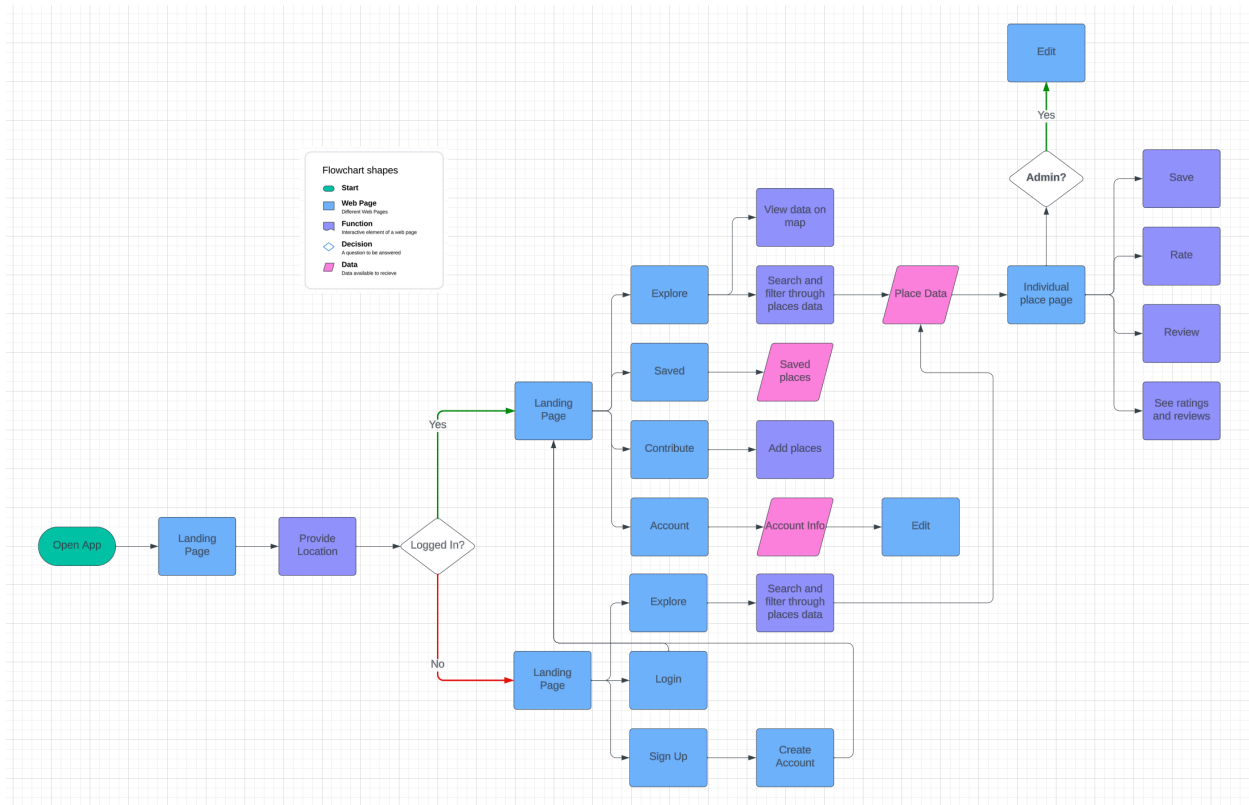 Edit
Yes
Admin?
Flowchart shapes
Start
Web Page
Different Web Pages
Function
Interactive element of a web page
Decision
A question to be answered
Data
Data available to recieve
Save
View data on
map
Rate
Explore
Search and
filter through
places data
Place Data
Individual
place page
Review
Saved
Saved
places
Landing
Page
See ratings
and reviews
Yes
Contribute
Add places
Account
Account Info
Edit
Open App
Landing
Page
Provide
Location
Logged In?
Explore
Search and
filter through
places data
No
Landing
Page
Login
Sign Up
Create
Account